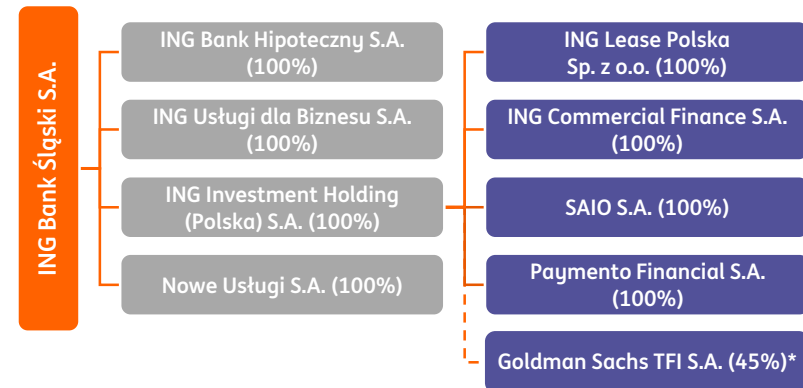 ING Bank Śląski S.A.
ING Bank Hipoteczny S.A.
(100%)
ING Usługi dla Biznesu S.A.
(100%)
ING Investment Holding
(Polska) S.A. (100%)
Nowe Usługi S.A. (100%)
ING Lease Polska
Sp. z o.o. (100%)
ING Commercial Finance S.A.
(100%)
SAIO S.A. (100%)
Paymento Financial S.A.
(100%)
Goldman Sachs TFI S.A. (45%)*